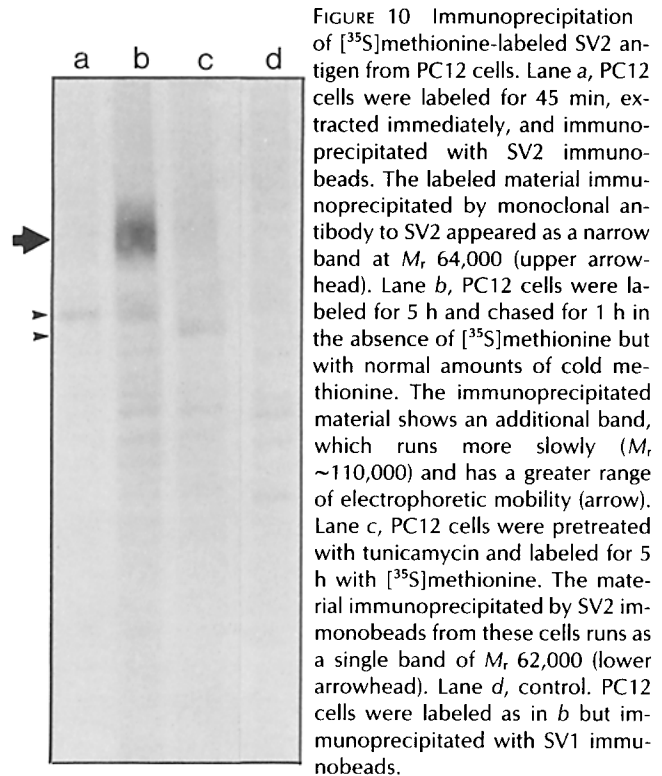 a b c d
FIGURE 10 Immunoprecipitation
of [³⁵S]methionine-labeled SV2 an-
tigen from PC12 cells. Lane a, PC12
cells were labeled for 45 min, ex-
tracted immediately, and immuno-
precipitated with SV2 immuno-
beads. The labeled material immu-
noprecipitated by monoclonal an-
tibody to SV2 appeared as a narrow
band at Mr 64,000 (upper arrow-
head). Lane b, PC12 cells were la-
beled for 5 h and chased for 1 h in
the absence of [³⁵S]methionine but
with normal amounts of cold me-
thionine. The immunoprecipitated
material shows an additional band,
which runs more slowly (Mr
~110,000) and has a greater range
of electrophoretic mobility (arrow).
Lane c, PC12 cells were pretreated
with tunicamycin and labeled for 5
h with [³⁵S]methionine. The mate-
rial immunoprecipitated by SV2 im-
monobeads from these cells runs as
a single band of Mr 62,000 (lower
arrowhead). Lane d, control. PC12
cells were labeled as in b but im-
munoprecipitated with SV1 immu-
nobeads.